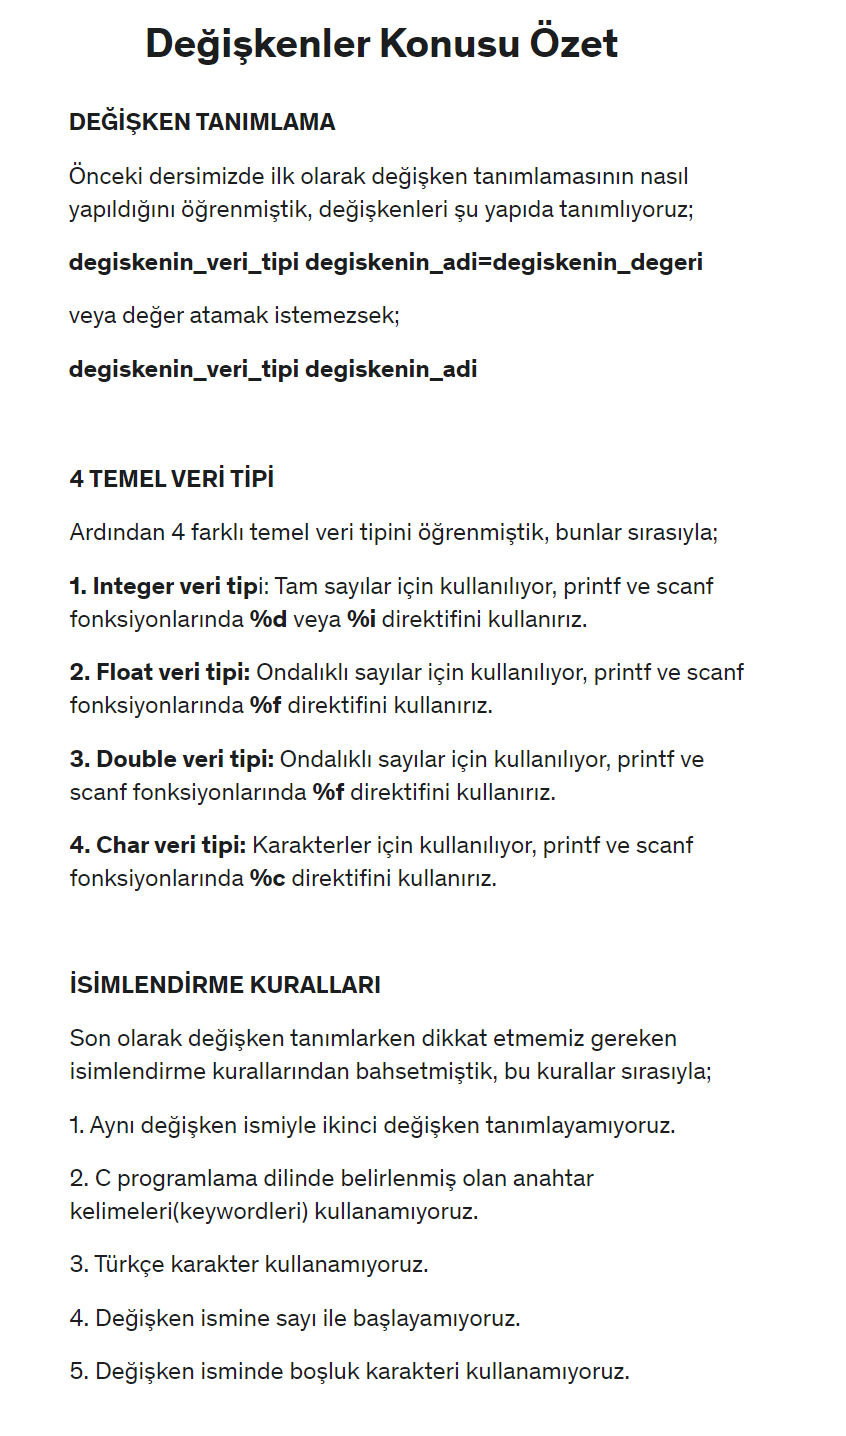 Değişkenler Konusu Özet
DEĞİŞKEN TANIMLAMA
Önceki dersimizde ilk olarak değişken tanımlamasının nasıl
yapıldığını öğrenmiştik, değişkenleri şu yapıda tanımlıyoruz;
degiskenin_veri_tipi degiskenin_adi=degiskenin_degeri
veya değer atamak istemezsek;
degiskenin_veri_tipi degiskenin_adi
4 TEMEL VERİ TİPİ
Ardından 4 farklı temel veri tipini öğrenmiştik, bunlar sırasıyla;
1. Integer veri tipi: Tam sayılar için kullanılıyor, printf ve scanf
fonksiyonlarında %d veya %i direktifini kullanırız.
2. Float veri tipi: Ondalıklı sayılar için kullanılıyor, printf ve scanf
fonksiyonlarında %f direktifini kullanırız.
3. Double veri tipi: Ondalıklı sayılar için kullanılıyor, printf ve
scanf fonksiyonlarında %f direktifini kullanırız.
4. Char veri tipi: Karakterler için kullanılıyor, printf ve scanf
fonksiyonlarında %c direktifini kullanırız.
İSİMLENDİRME KURALLARI
Son olarak değişken tanımlarken dikkat etmemiz gereken
isimlendirme kurallarından bahsetmiştik, bu kurallar sırasıyla;
1. Aynı değişken ismiyle ikinci değişken tanımlayamıyoruz.
2. C programlama dilinde belirlenmiş olan anahtar
kelimeleri(keywordleri) kullanamıyoruz.
3. Türkçe karakter kullanamıyoruz.
4. Değişken ismine sayı ile başlayamıyoruz.
5. Değişken isminde boşluk karakteri kullanamıyoruz.